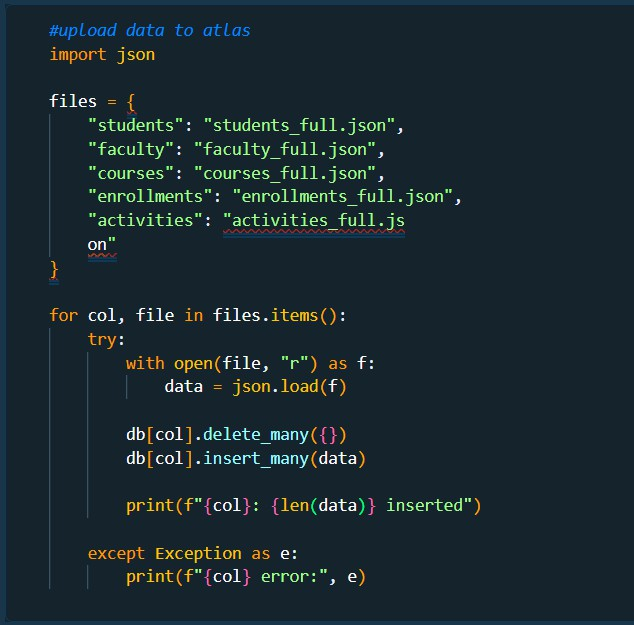 #upload data to atlas
import json

files = {
    "students": "students_full.json",
    "faculty": "faculty_full.json",
    "courses": "courses_full.json",
    "enrollments": "enrollments_full.json",
    "activities": "activities_full.js
    on"
}

for col, file in files.items():
    try:
        with open(file, "r") as f:
            data = json.load(f)

        db[col].delete_many({})
        db[col].insert_many(data)

        print(f"{col}: {len(data)} inserted")

    except Exception as e:
        print(f"{col} error:", e)